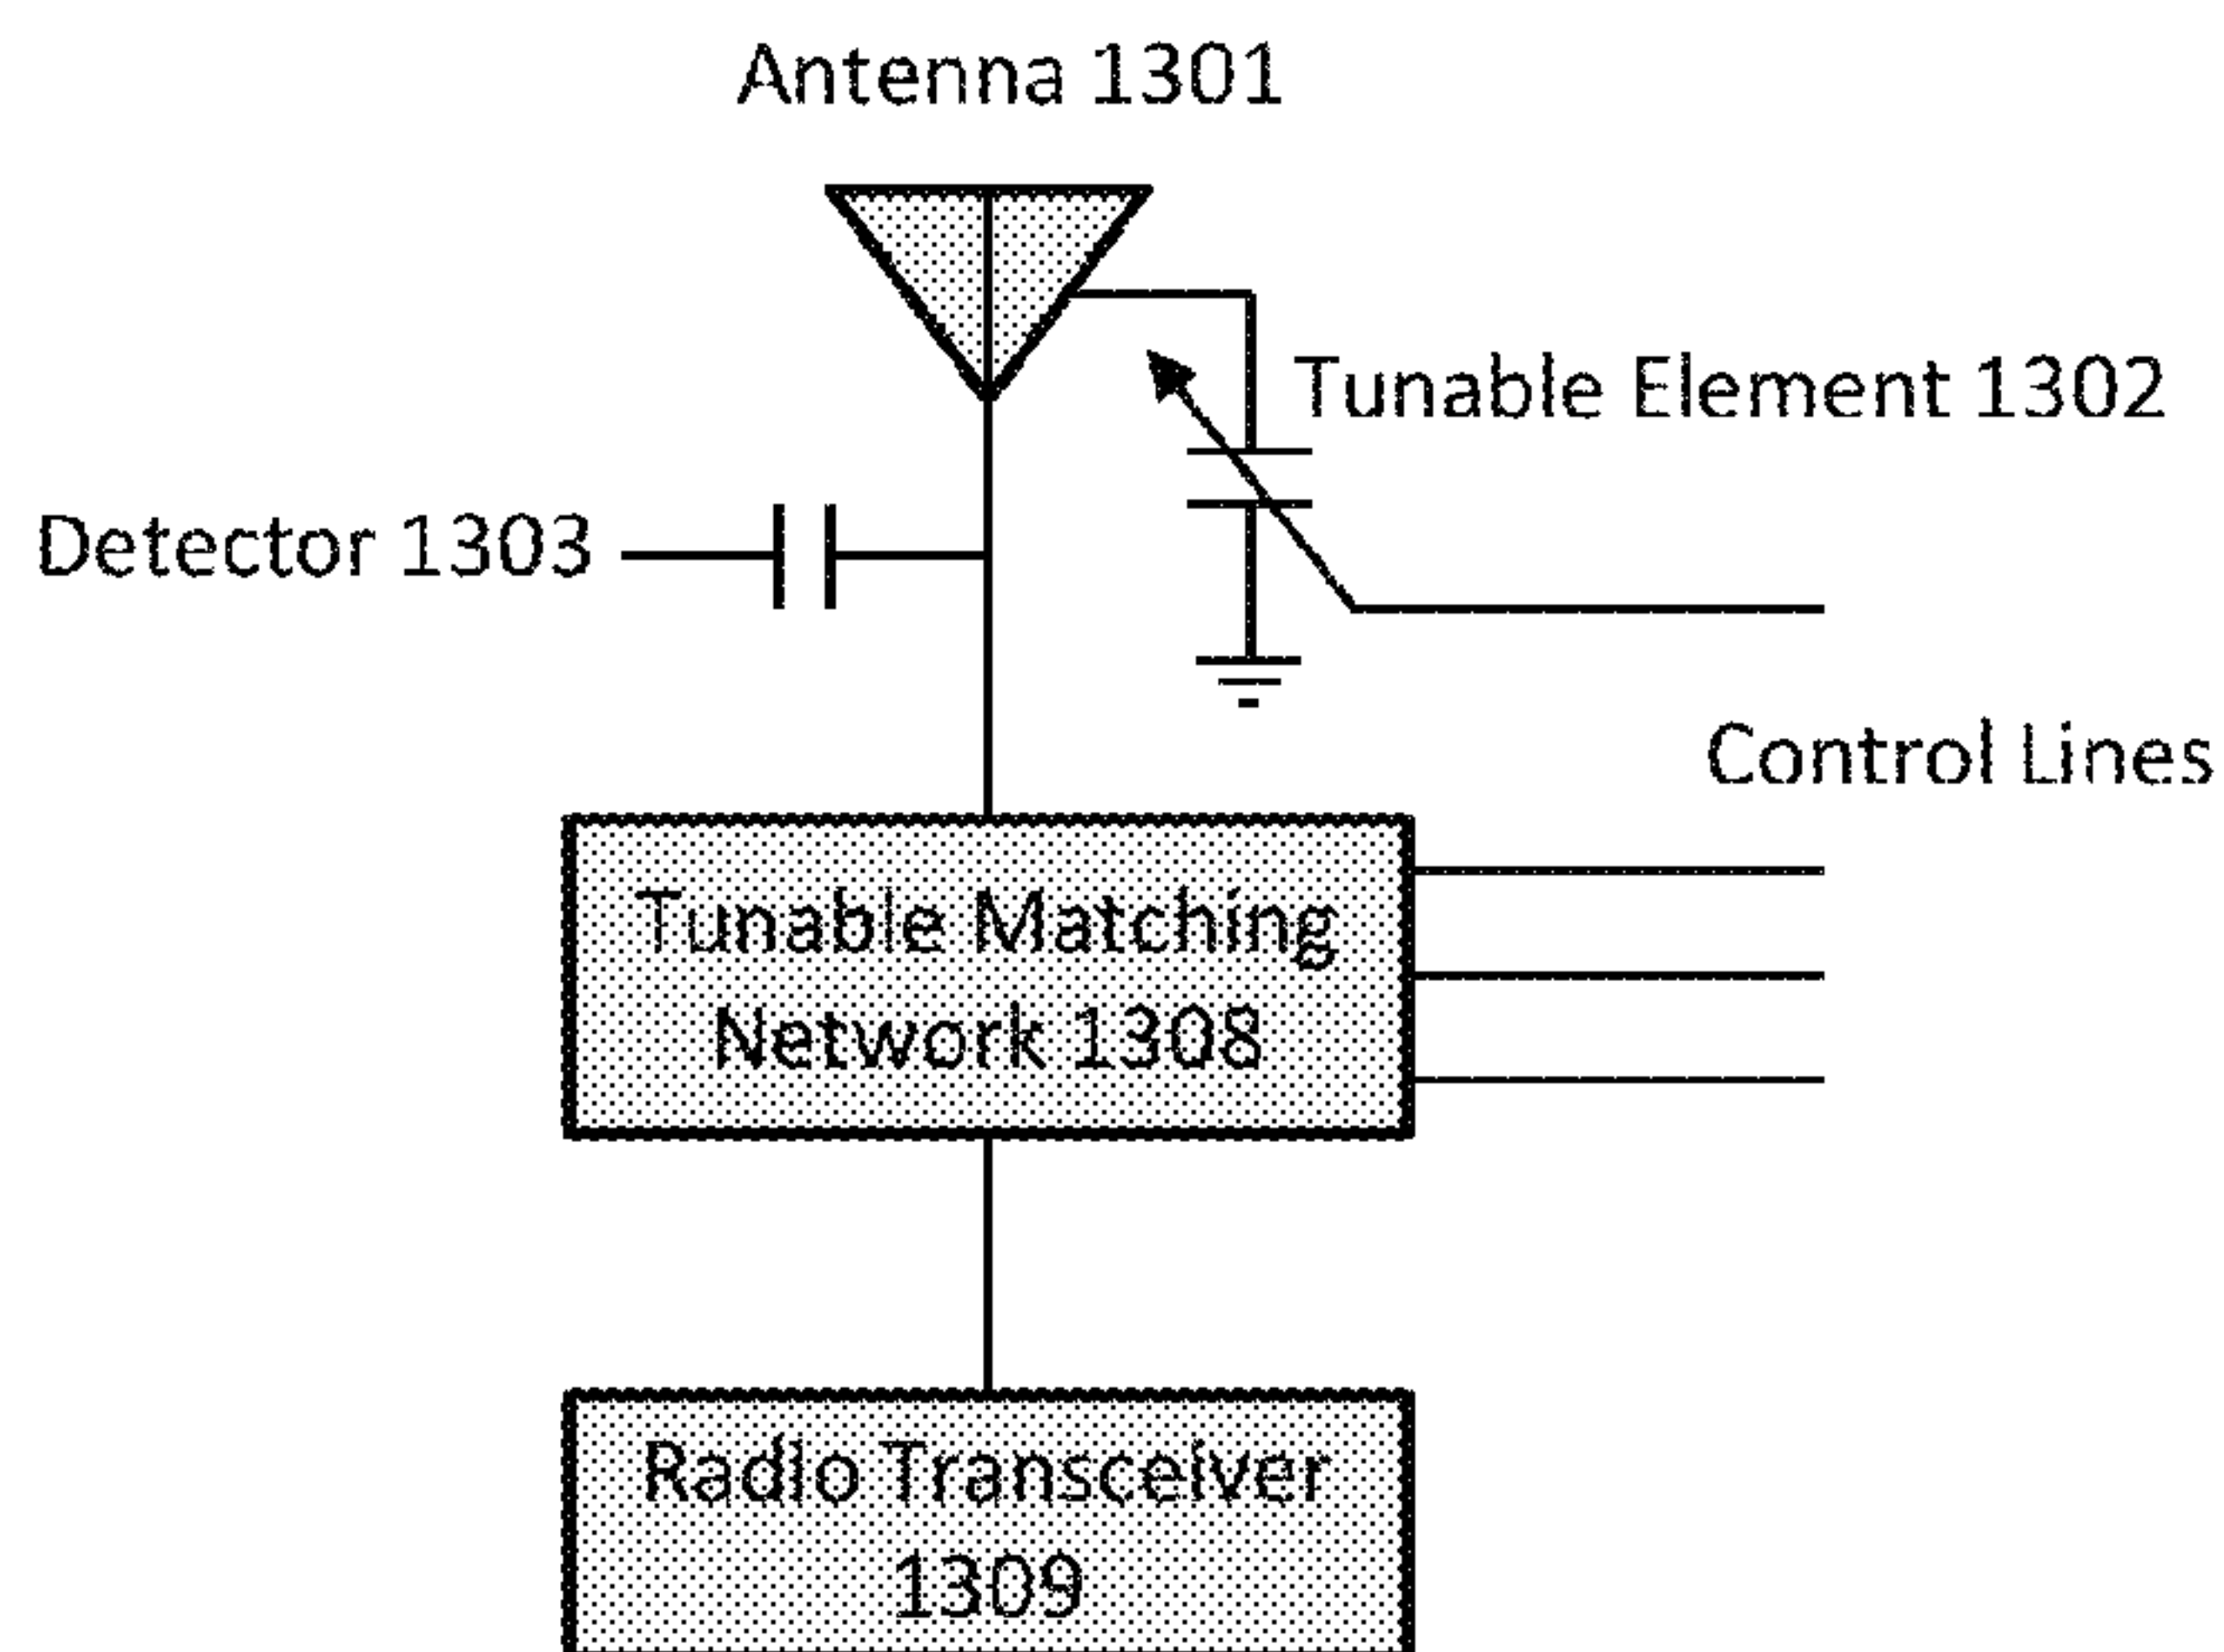 Antenna 1301
Tunable Element 1302
Detector 1303
Control Lines
Tunable Matching
Network 1308
Radio Transceiver
1309